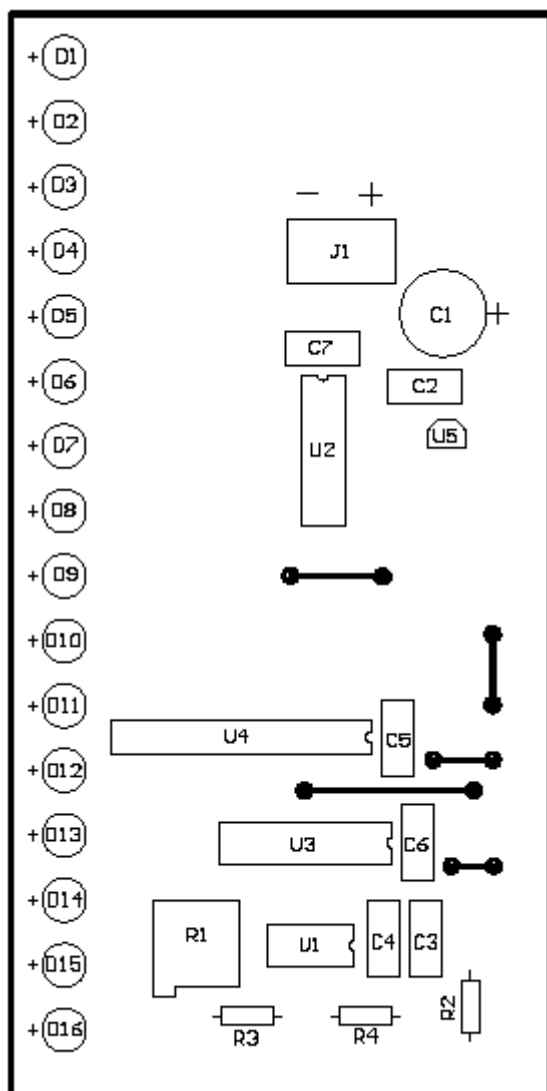 + D1
+ D2
+ D3
− +
+ D4
J1
+ D5
C1 +
C7
+ D6
C2
+ D7
U5
U2
+ D8
+ D9
+ D10
+ D11
U4
C5
+ D12
+ D13
U3
C6
+ D14
R1
U1
C4
C3
+ D15
R2
+ D16
R3
R4